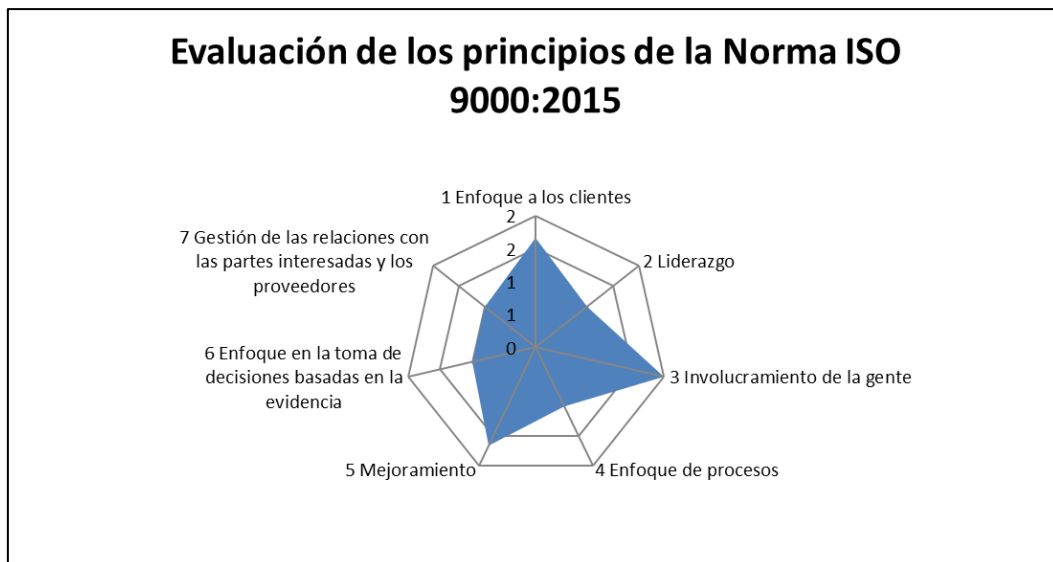 Evaluación de los principios de la Norma ISO
9000:2015
1 Enfoque a los clientes
2
2
1
1
0
2 Liderazgo
3 Involucramiento de la gente
4 Enfoque de procesos
5 Mejoramiento
6 Enfoque en la toma de
decisiones basadas en la
evidencia
7 Gestión de las relaciones con
las partes interesadas y los
proveedores